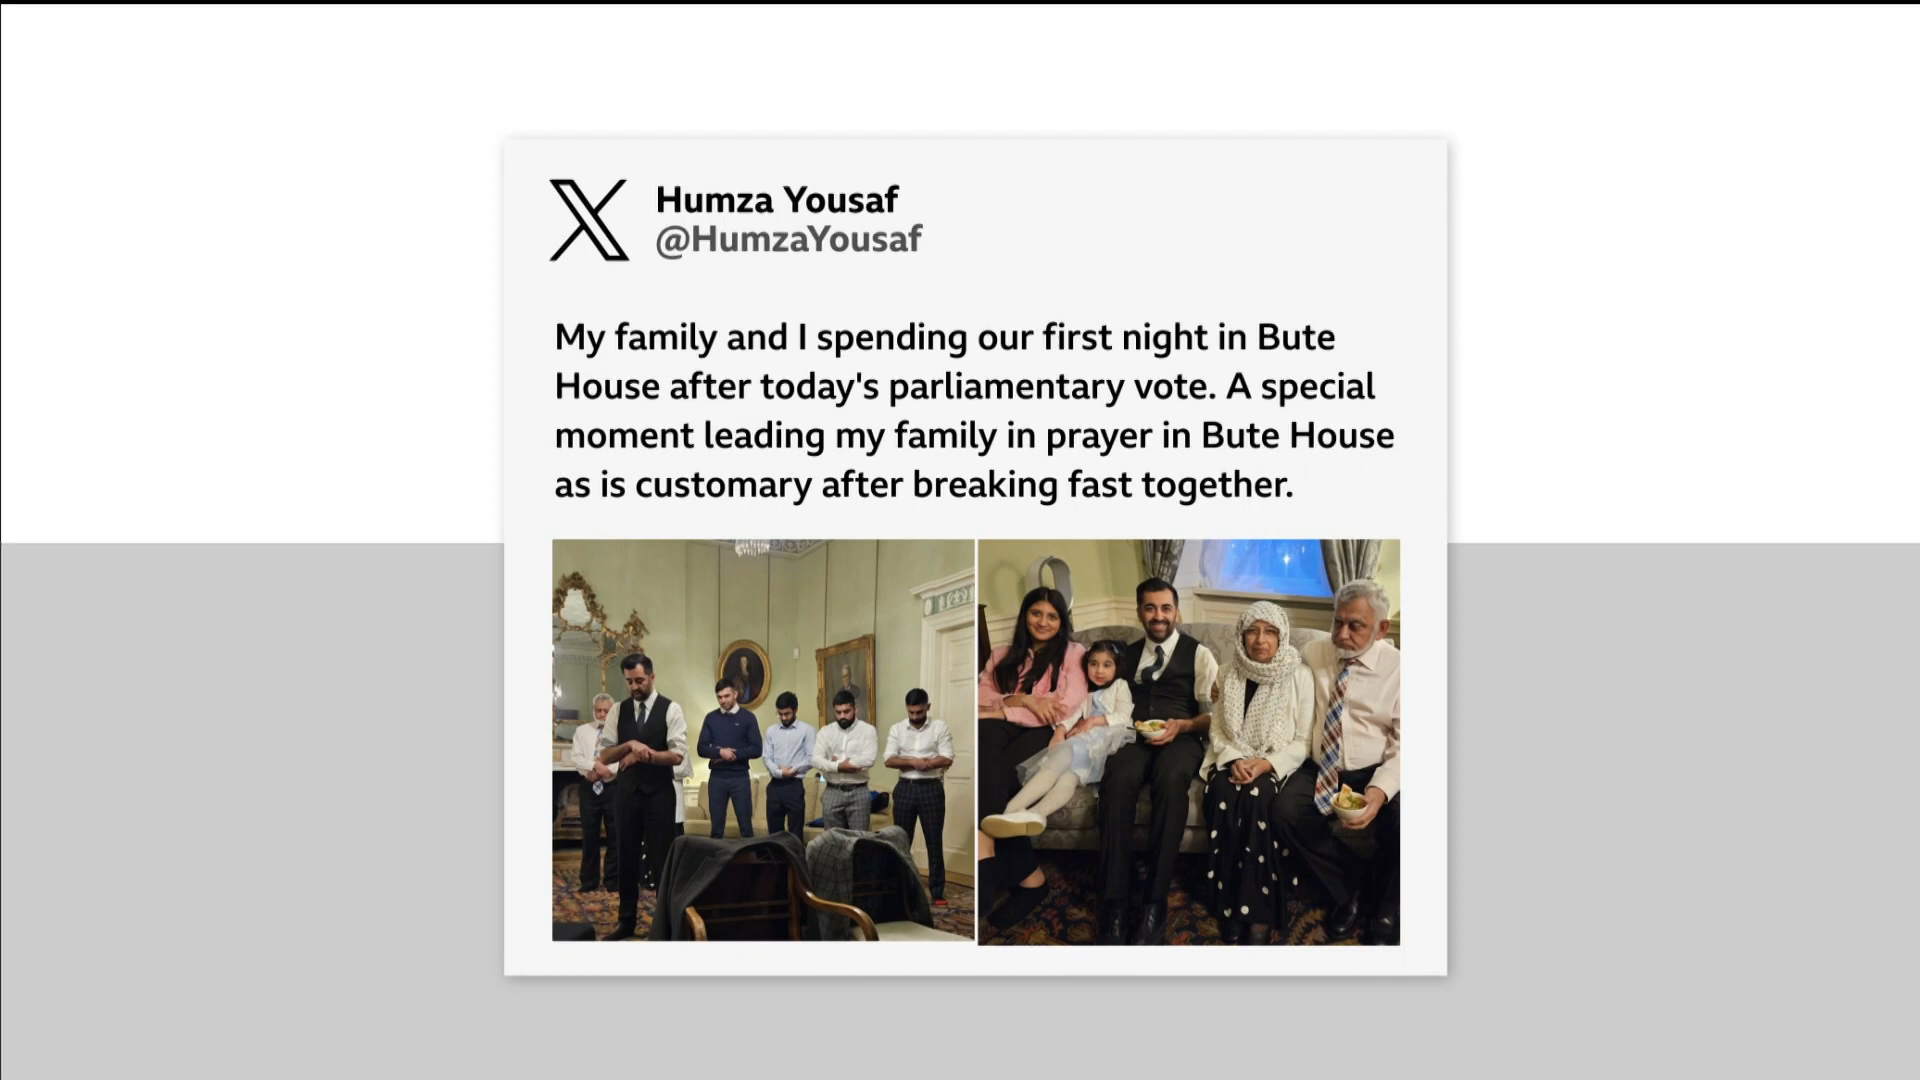 Humza Yousaf
@HumzaYousaf
My family and I spending our first night in Bute
House after today's parliamentary vote. A special
moment leading my family in prayer in Bute House
as is customary after breaking fast together.